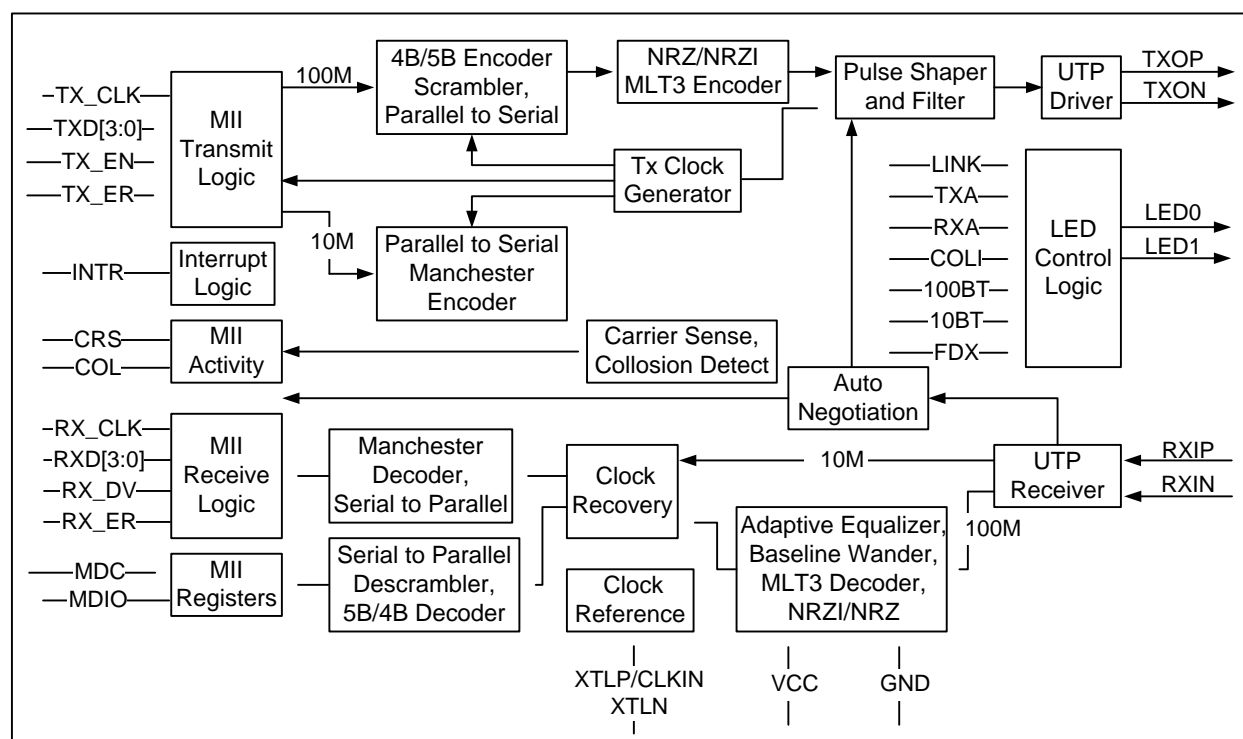 TX_CLK
TXD[3:0]
TX_EN
TX_ER
MII
Transmit
Logic
100M
10M
4B/5B Encoder
Scrambler,
Parallel to Serial
NRZ/NRZI
MLT3 Encoder
Pulse Shaper
and Filter
UTP
Driver
TXOP
TXON
Tx Clock
Generator
Parallel to Serial
Manchester
Encoder
LINK
TXA
RXA
COLI
100BT
10BT
FDX
LED
Control
Logic
LED0
LED1
INTR
Interrupt
Logic
CRS
COL
MII
Activity
Carrier Sense,
Collosion Detect
Auto
Negotiation
RX_CLK
RXD[3:0]
RX_DV
RX_ER
MII
Receive
Logic
Manchester
Decoder,
Serial to Parallel
Clock
Recovery
10M
UTP
Receiver
RXIP
RXIN
100M
MDC
MDIO
MII
Registers
Serial to Parallel
Descrambler,
5B/4B Decoder
Clock
Reference
Adaptive Equalizer,
Baseline Wander,
MLT3 Decoder,
NRZI/NRZ
XTLP/CLKIN
XTLN
VCC
GND